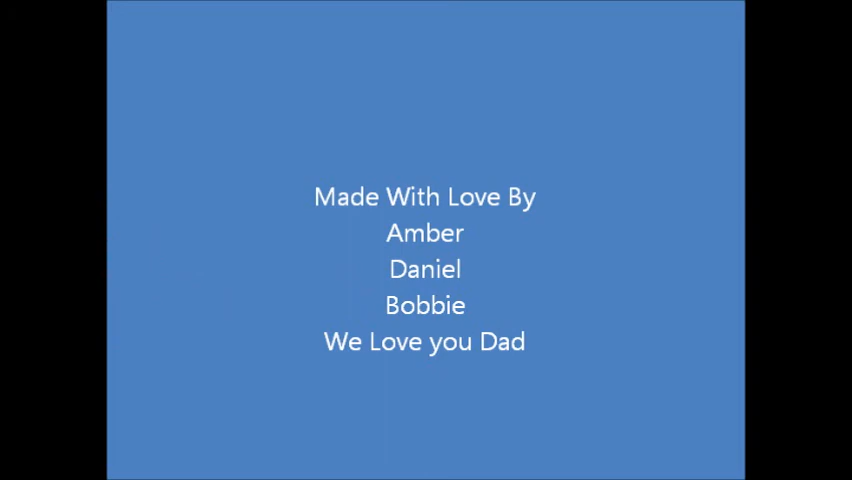 Made With Love By
Amber
Daniel
Bobbie
We Love you Dad